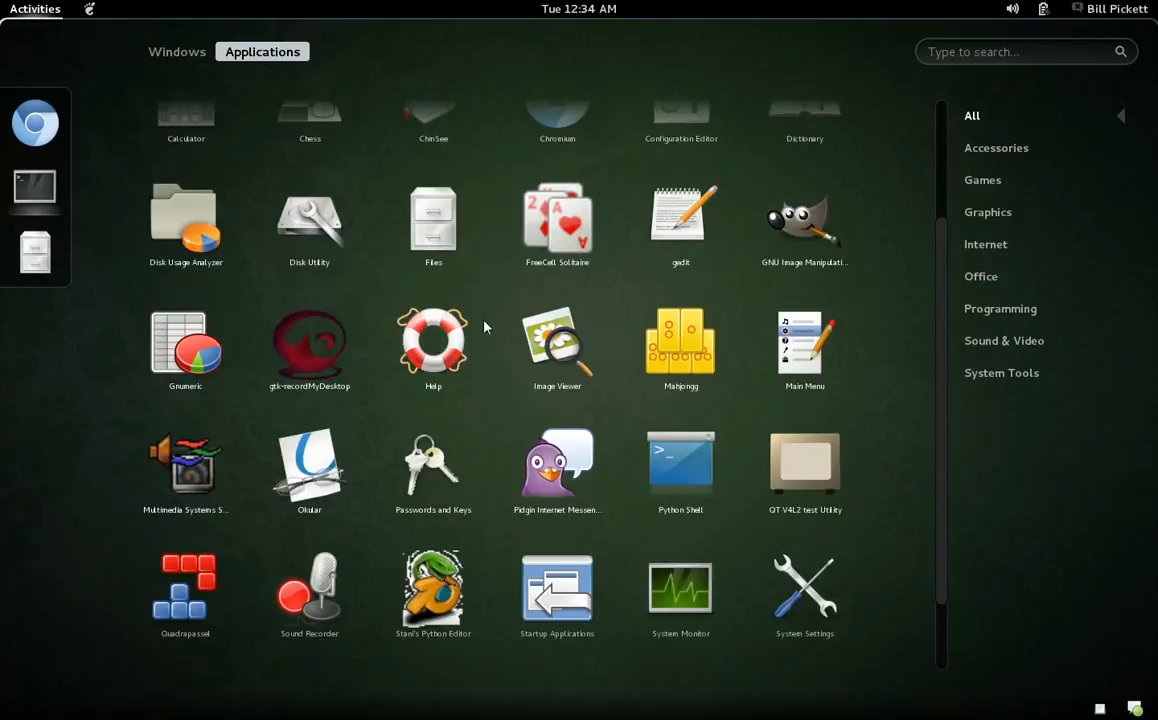 Activities
Tue 12:34 AM
Bill Pickett
Windows
Applications
Type to search...
Calculator
Chess
ChmSee
Chromium
Configuration Editor
Dictionary
All
Accessories
Games
Graphics
Internet
Office
Programming
Sound & Video
System Tools
Disk Usage Analyzer
Disk Utility
Files
FreeCell Solitaire
gedit
GNU Image Manipulati...
Gnumeric
gtk-recordMyDesktop
Help
Image Viewer
Mahjongg
Main Menu
Multimedia Systems S...
Okular
Passwords and Keys
Pidgin Internet Messen...
Python Shell
QT V4L2 test Utility
Quadrapassel
Sound Recorder
Stani's Python Editor
Startup Applications
System Monitor
System Settings